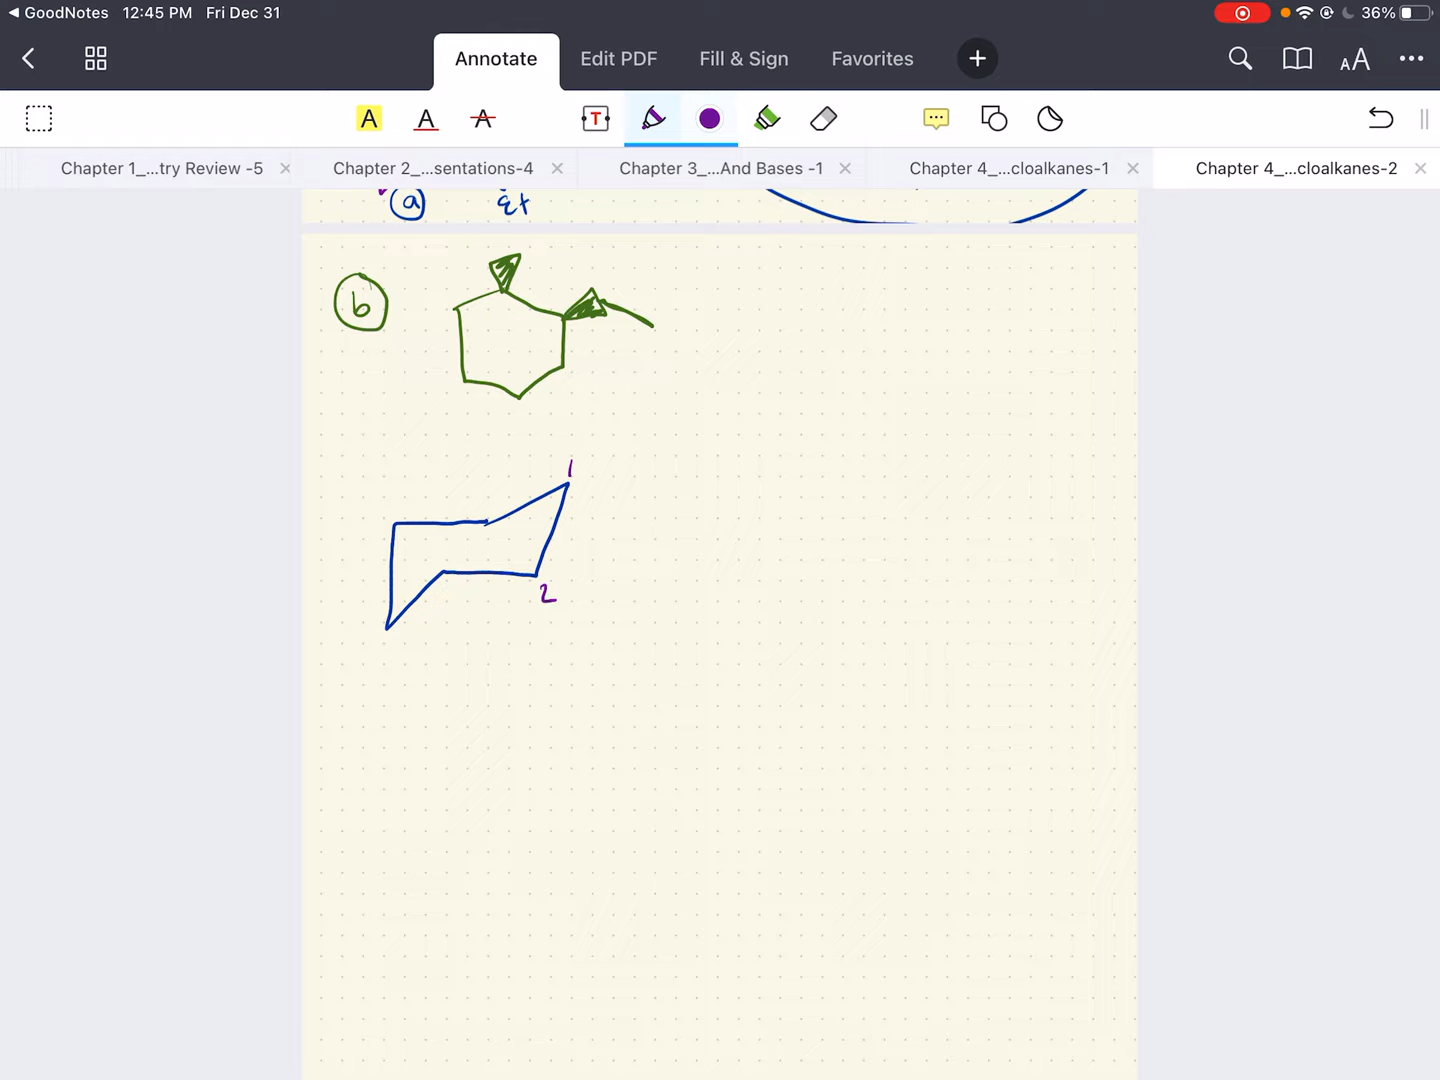 GoodNotes 12:45 PM Fri Dec 31 36%
Annotate Edit PDF Fill & Sign Favorites
A A A T AA
Chapter 1_...try Review -5 Chapter 2_...sentations-4 Chapter 3_...And Bases -1 Chapter 4_...cloalkanes-1 Chapter 4_...cloalkanes-2
a
b
1
2